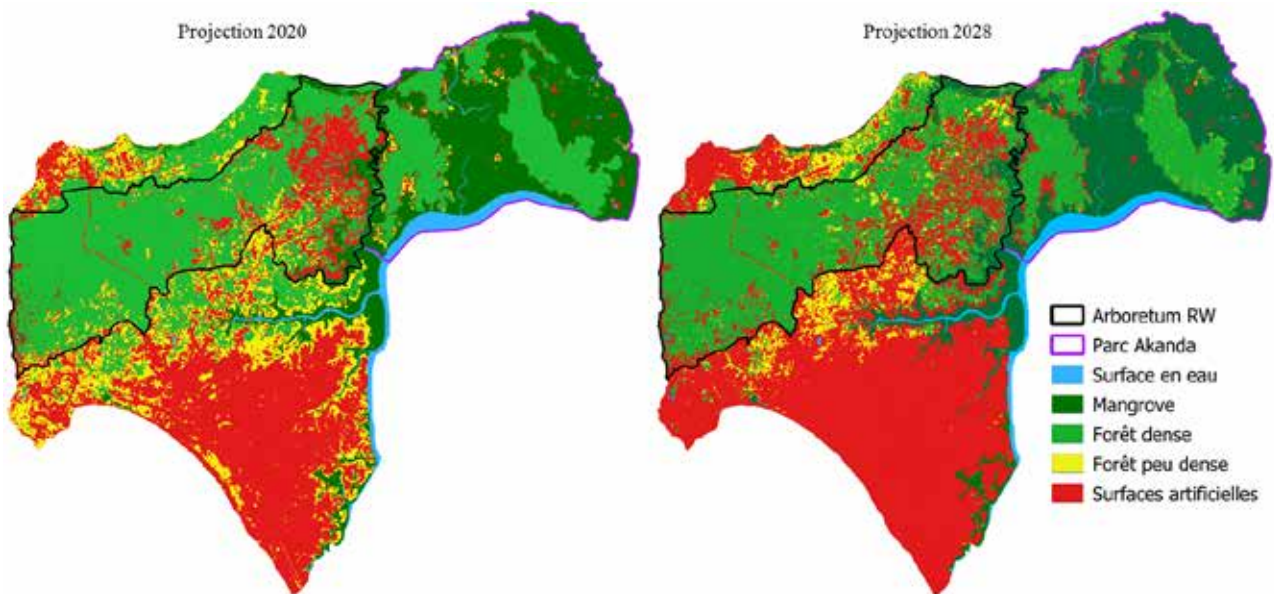 Projection 2020
Projection 2028
Arboretum RW
Parc Akanda
Surface en eau
Mangrove
Forêt dense
Forêt peu dense
Surfaces artificielles